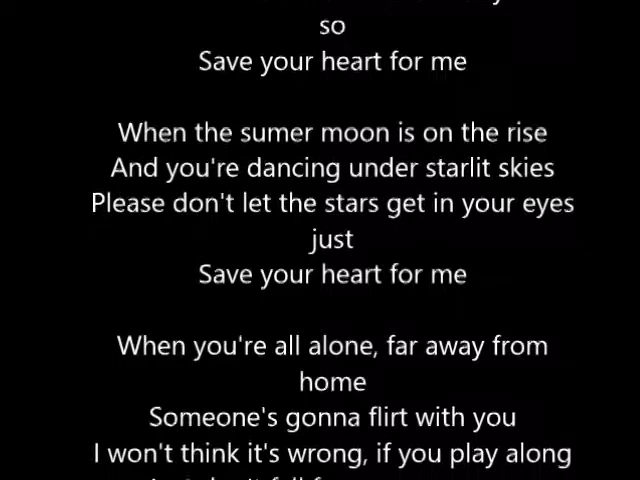 so
Save your heart for me
When the sumer moon is on the rise
And you're dancing under starlit skies
Please don't let the stars get in your eyes
just
Save your heart for me
When you're all alone, far away from
home
Someone's gonna flirt with you
I won't think it's wrong, if you play along